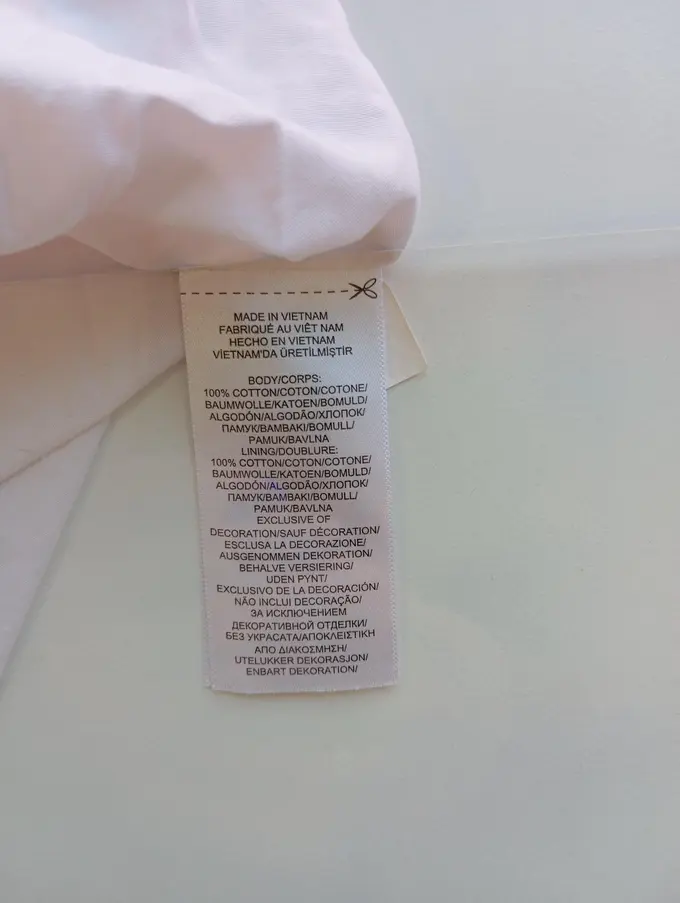 MADE IN VIETNAM
FABRIQUÉ AU VIÊT NAM
HECHO EN VIETNAM
VİETNAM'DA ÜRETİLMİŞTİR
BODY/CORPS:
100% COTTON/COTON/COTONE/
BAUMWOLLE/KATOEN/BOMULD/
ALGODÓN/ALGODÃO/ХЛОПОК/
ПАМУК/ΒΑΜΒΑΚΙ/BOMULL/
PAMUK/BAVLNA
LINING/DOUBLURE:
100% COTTON/COTON/COTONE/
BAUMWOLLE/KATOEN/BOMULD/
ALGODÓN/ALGODÃO/ХЛОПОК/
ПАМУК/ΒΑΜΒΑΚΙ/BOMULL/
PAMUK/BAVLNA
EXCLUSIVE OF
DECORATION/SAUF DÉCORATION/
ESCLUSA LA DECORAZIONE/
AUSGENOMMEN DEKORATION/
BEHALVE VERSIERING/
UDEN PYNT/
EXCLUSIVO DE LA DECORACIÓN/
NÃO INCLUI DECORAÇÃO/
ЗА ИСКЛЮЧЕНИЕМ
ДЕКОРАТИВНОЙ ОТДЕЛКИ/
БЕЗ УКРАСАТА/ΑΠΟΚΛΕΙΣΤΙΚΗ
ΑΠΟ ΔΙΑΚΟΣΜΗΣΗ/
UTELUKKER DEKORASJON/
ENBART DEKORATION/